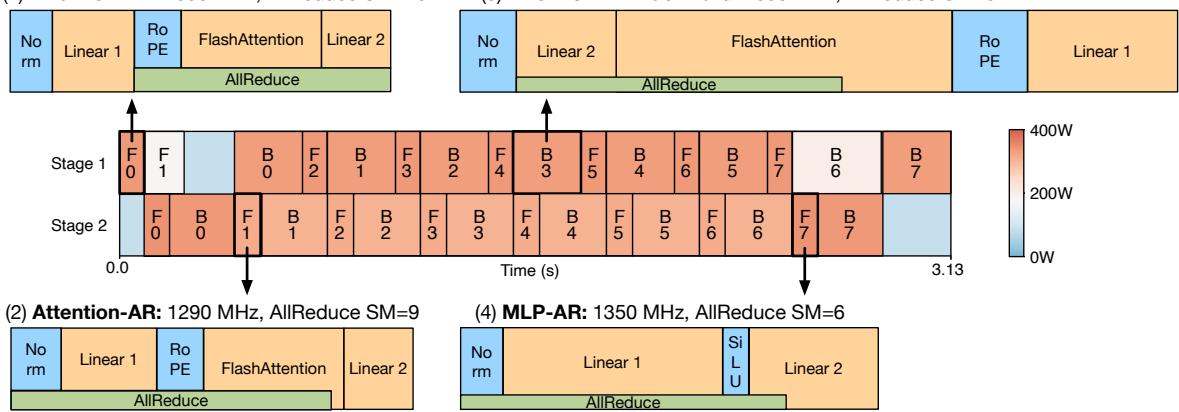 No rm Linear 1 Ro PE FlashAttention Linear 2
AllReduce
No rm Linear 2 FlashAttention Ro PE Linear 1
AllReduce
Stage 1 F 0 F 1 B 0 F 2 B 1 F 3 B 2 F 4 B 3 F 5 B 4 F 6 B 5 F 7 B 6 B 7
Stage 2 F 0 B 0 F 1 B 1 F 2 B 2 F 3 B 3 F 4 B 4 F 5 B 5 F 6 B 6 F 7 B 7
0.0 Time (s) 3.13
400W
200W
0W
(2) Attention-AR: 1290 MHz, AllReduce SM=9
No rm Linear 1 Ro PE FlashAttention Linear 2
AllReduce
(4) MLP-AR: 1350 MHz, AllReduce SM=6
No rm Linear 1 Si L U Linear 2
AllReduce